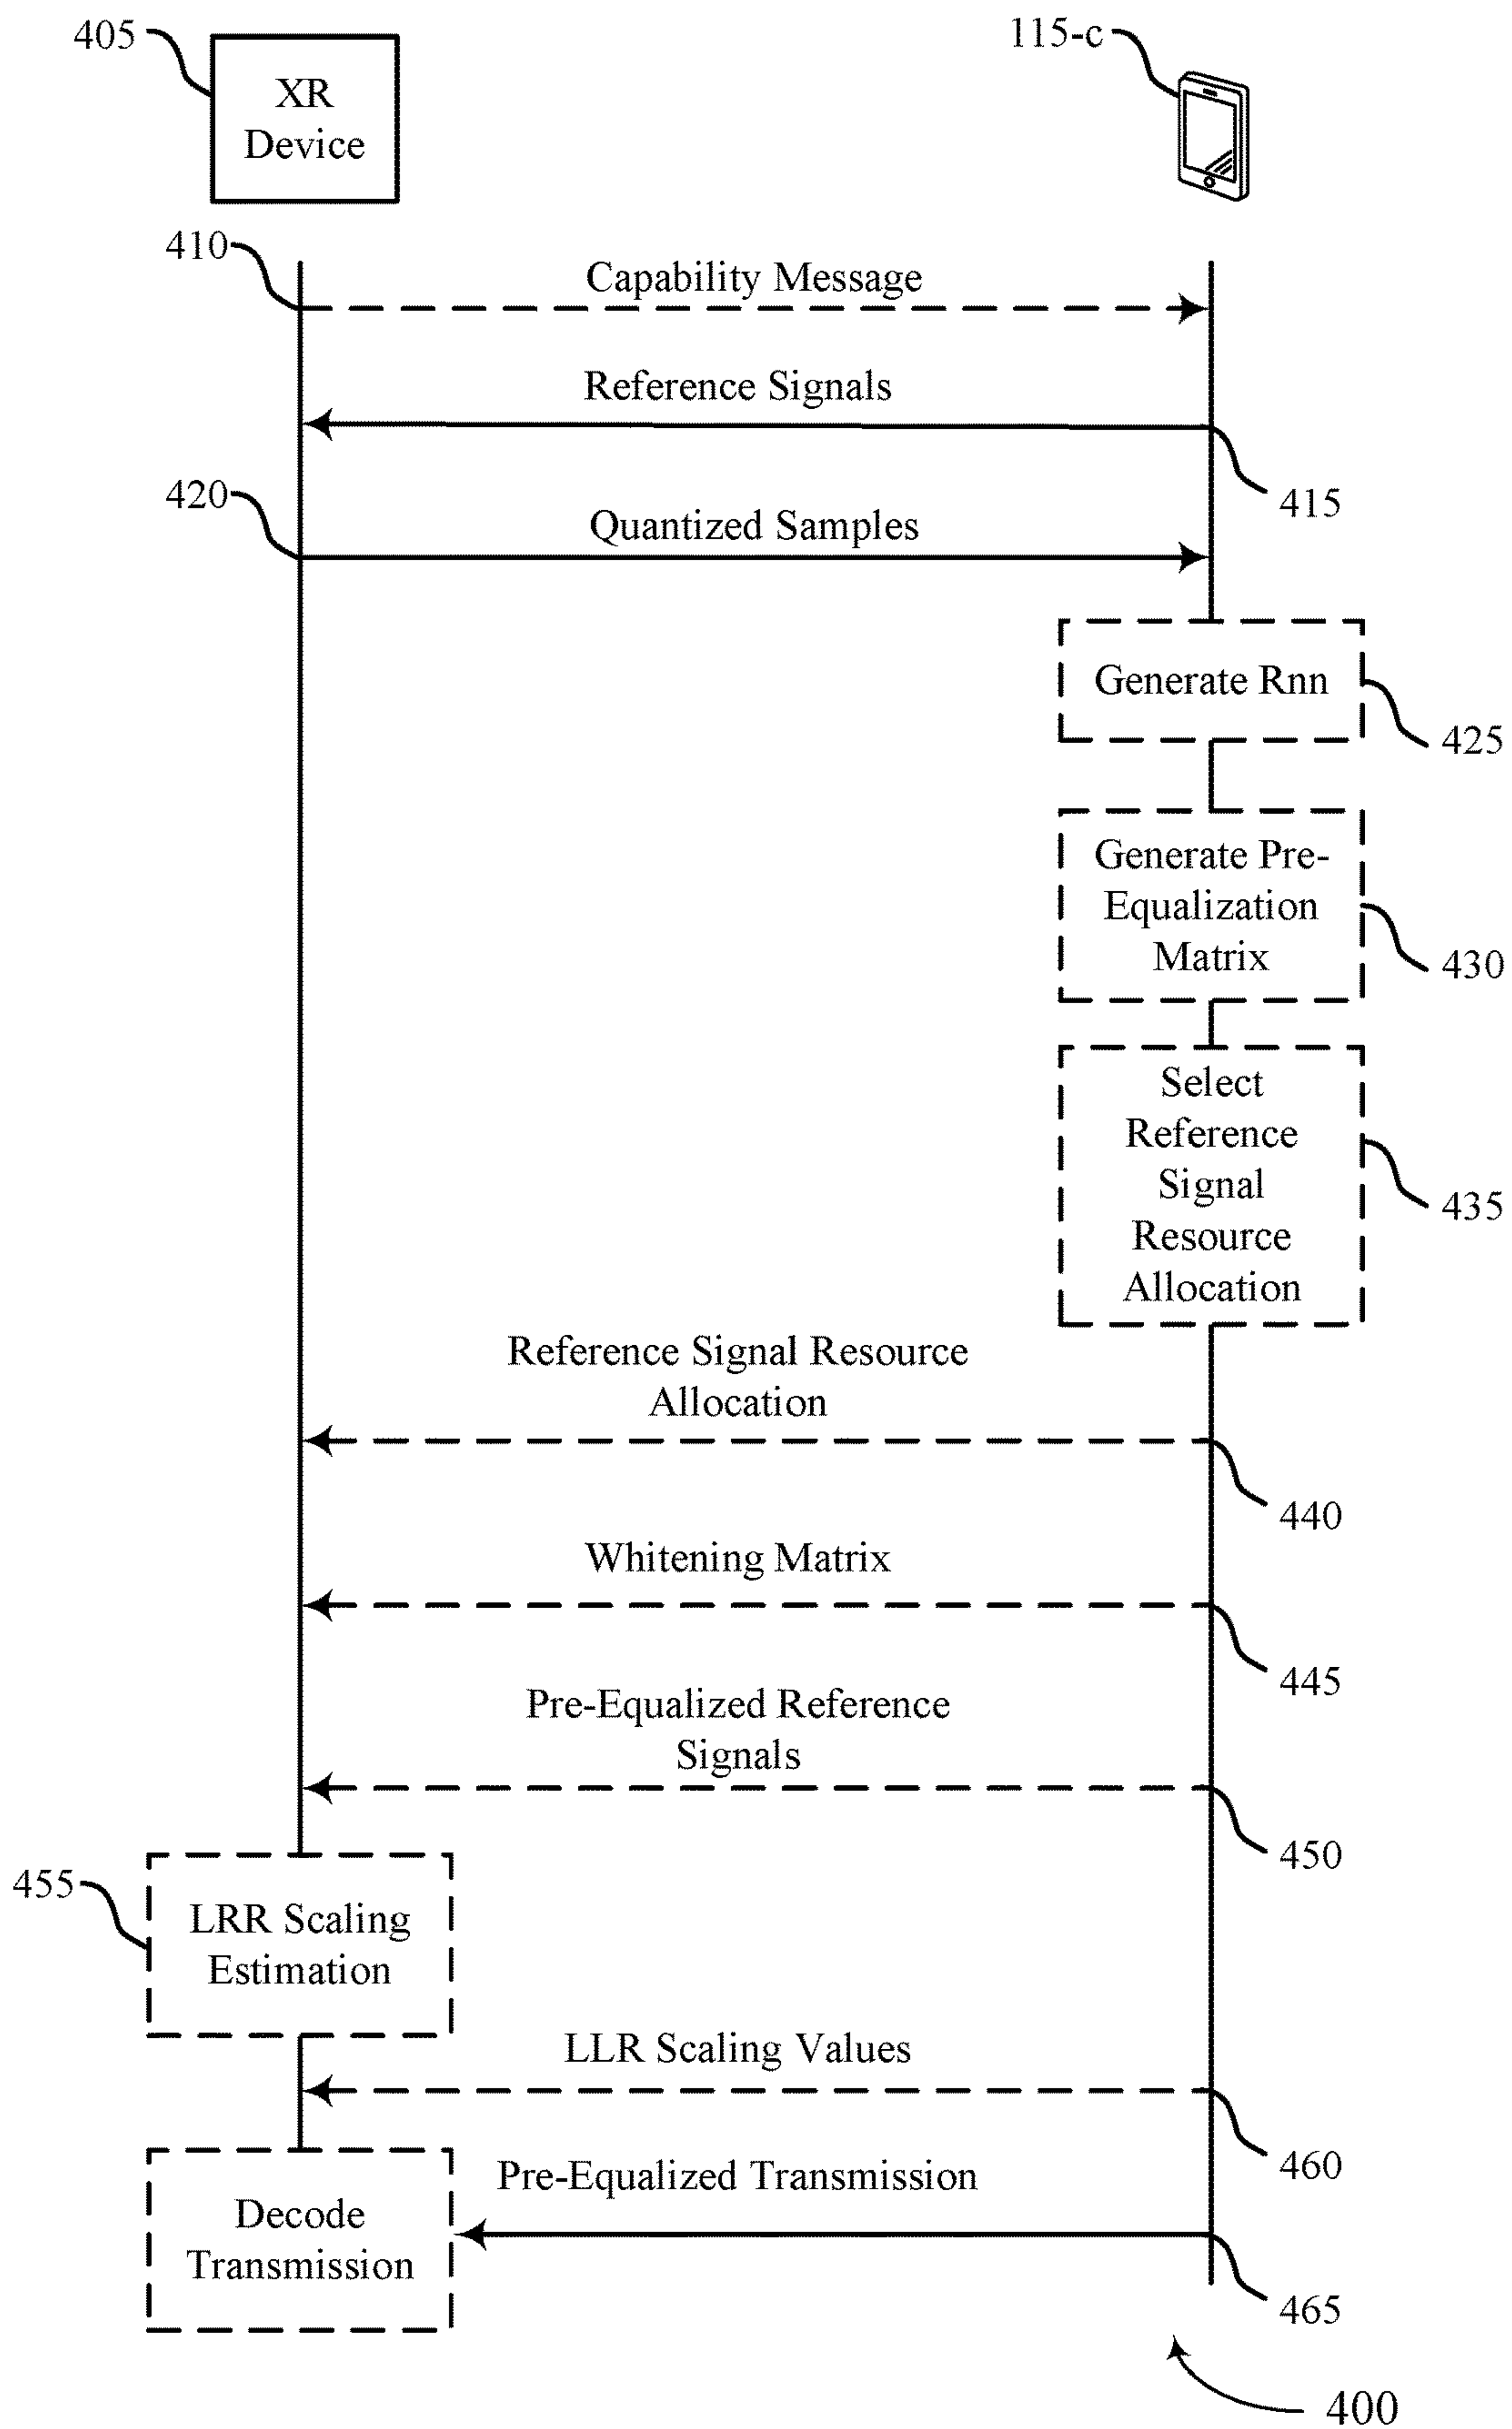 405
XR
Device
115-c
410
Capability Message
Reference Signals
415
420
Quantized Samples
Generate Rnn
425
Generate Pre-
Equalization
Matrix
430
Select
Reference
Signal
Resource
Allocation
435
Reference Signal Resource
Allocation
440
Whitening Matrix
445
Pre-Equalized Reference
Signals
450
455
LRR Scaling
Estimation
LLR Scaling Values
460
Pre-Equalized Transmission
Decode
Transmission
465
400